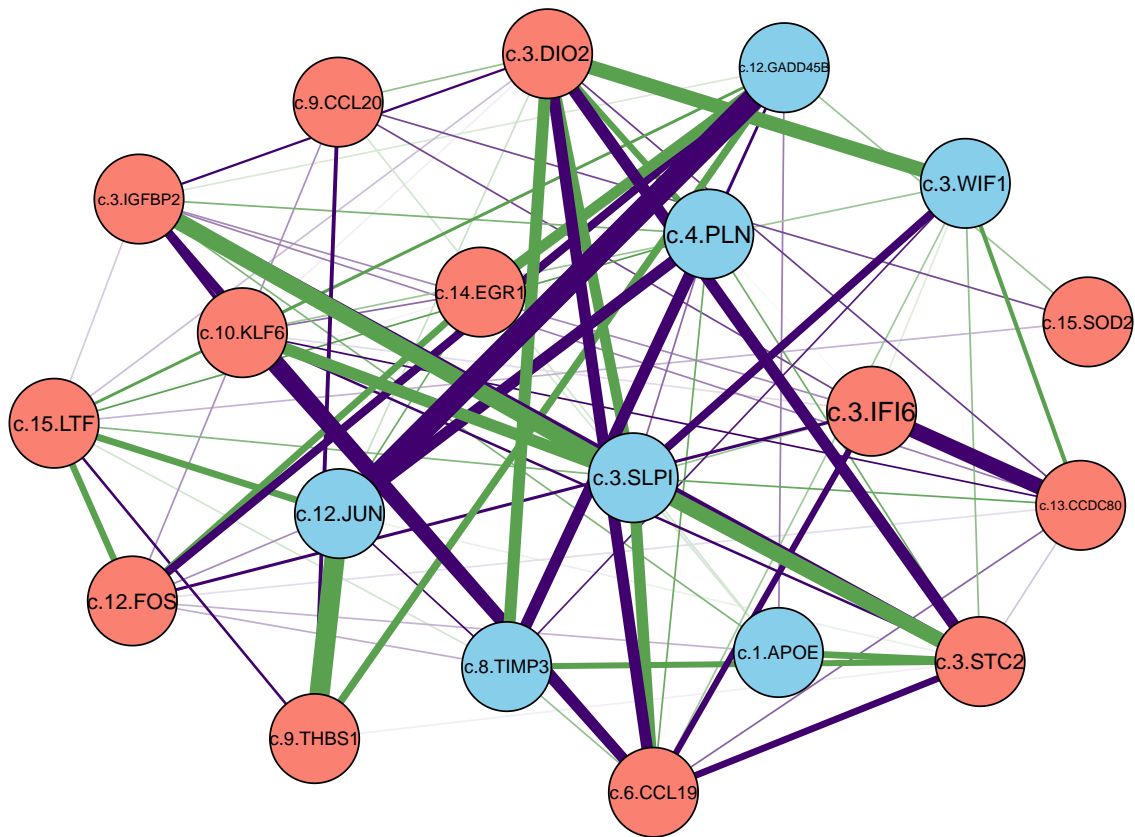 c.3.DIO2
c.12.GADD45B
c.9.CCL20
c.3.WIF1
c.3.IGFBP2
c.4.PLN
c.14.EGR1
c.15.SOD2
c.10.KLF6
c.3.IFI6
c.15.LTF
c.3.SLPI
c.13.CCDC80
c.12.JUN
c.12.FOS
c.1.APOE
c.3.STC2
c.8.TIMP3
c.9.THBS1
c.6.CCL19